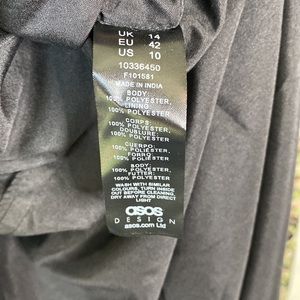 UK 14
EU 42
US 10
10336450
F101581
MADE IN INDIA
BODY:
100% POLYESTER,
LINING:
100% POLYESTER
CORPS:
100% POLYESTER,
DOUBLURE:
100% POLYESTER
CUERPO:
100% POLIÉSTER,
FORRO:
100% POLIÉSTER
BODY:
100% POLYESTER,
FUTTER:
100% POLYESTER
WASH WITH SIMILAR
COLOURS, TURN INSIDE
OUT BEFORE CLEANING,
DRY AWAY FROM DIRECT
LIGHT
asos
DESIGN
asos.com Ltd